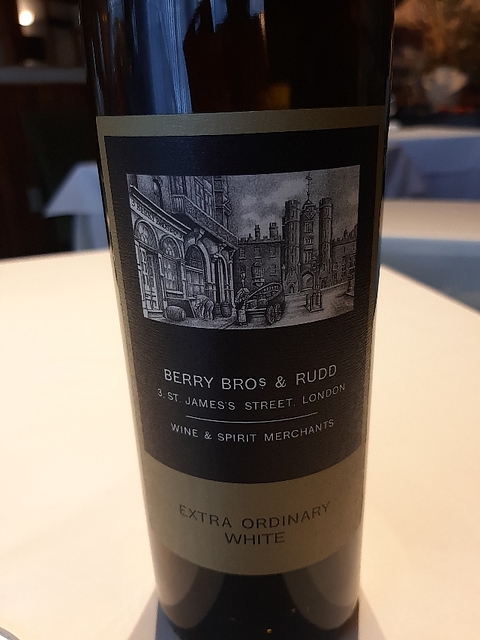 BERRY BROS & RUDD
3, ST. JAMES'S STREET, LONDON
WINE & SPIRIT MERCHANTS
EXTRA ORDINARY
WHITE